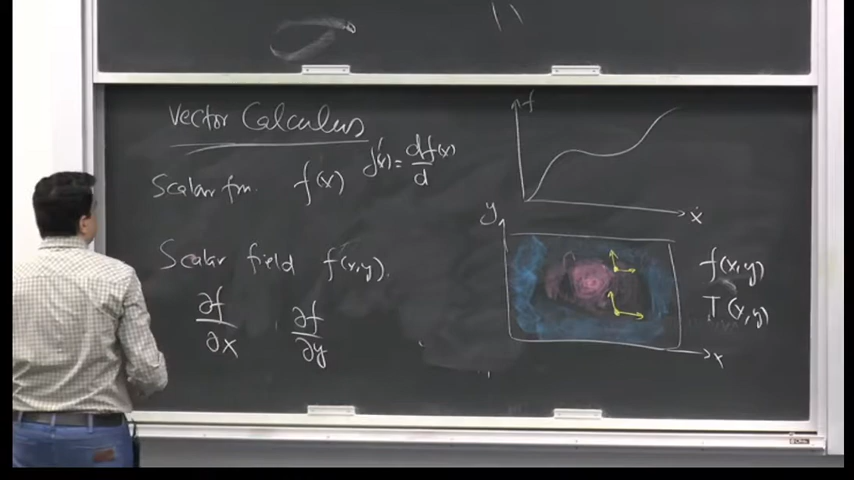 Vector Calculus
Scalar fn. f(x) f'(x) = df(x)/d
Scalar field f(x,y).
∂f/∂x , ∂f/∂y
f
x
y
x
f(x,y)
T(x,y)